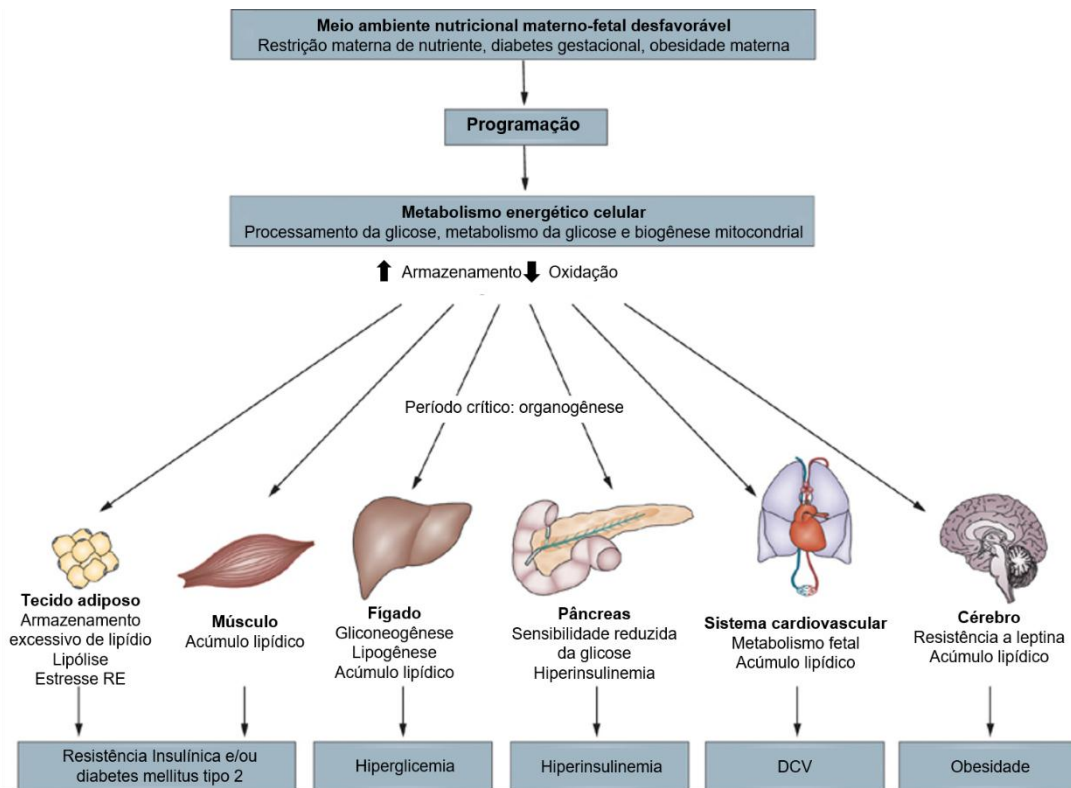 Meio ambiente nutricional materno-fetal desfavorável
Restrição materna de nutriente, diabetes gestacional, obesidade materna
Programação
Metabolismo energético celular
Processamento da glicose, metabolismo da glicose e biogênese mitocondrial
Armazenamento Oxidação
Período crítico: organogênese
Tecido adiposo
Armazenamento
excessivo de lipídio
Lipólise
Estresse RE
Músculo
Acúmulo lipídico
Fígado
Gliconeogênese
Lipogênese
Acúmulo lipídico
Pâncreas
Sensibilidade reduzida
da glicose
Hiperinsulinemia
Sistema cardiovascular
Metabolismo fetal
Acúmulo lipídico
Cérebro
Resistência a leptina
Acúmulo lipídico
Resistência Insulínica e/ou
diabetes mellitus tipo 2
Hiperglicemia
Hiperinsulinemia
DCV
Obesidade